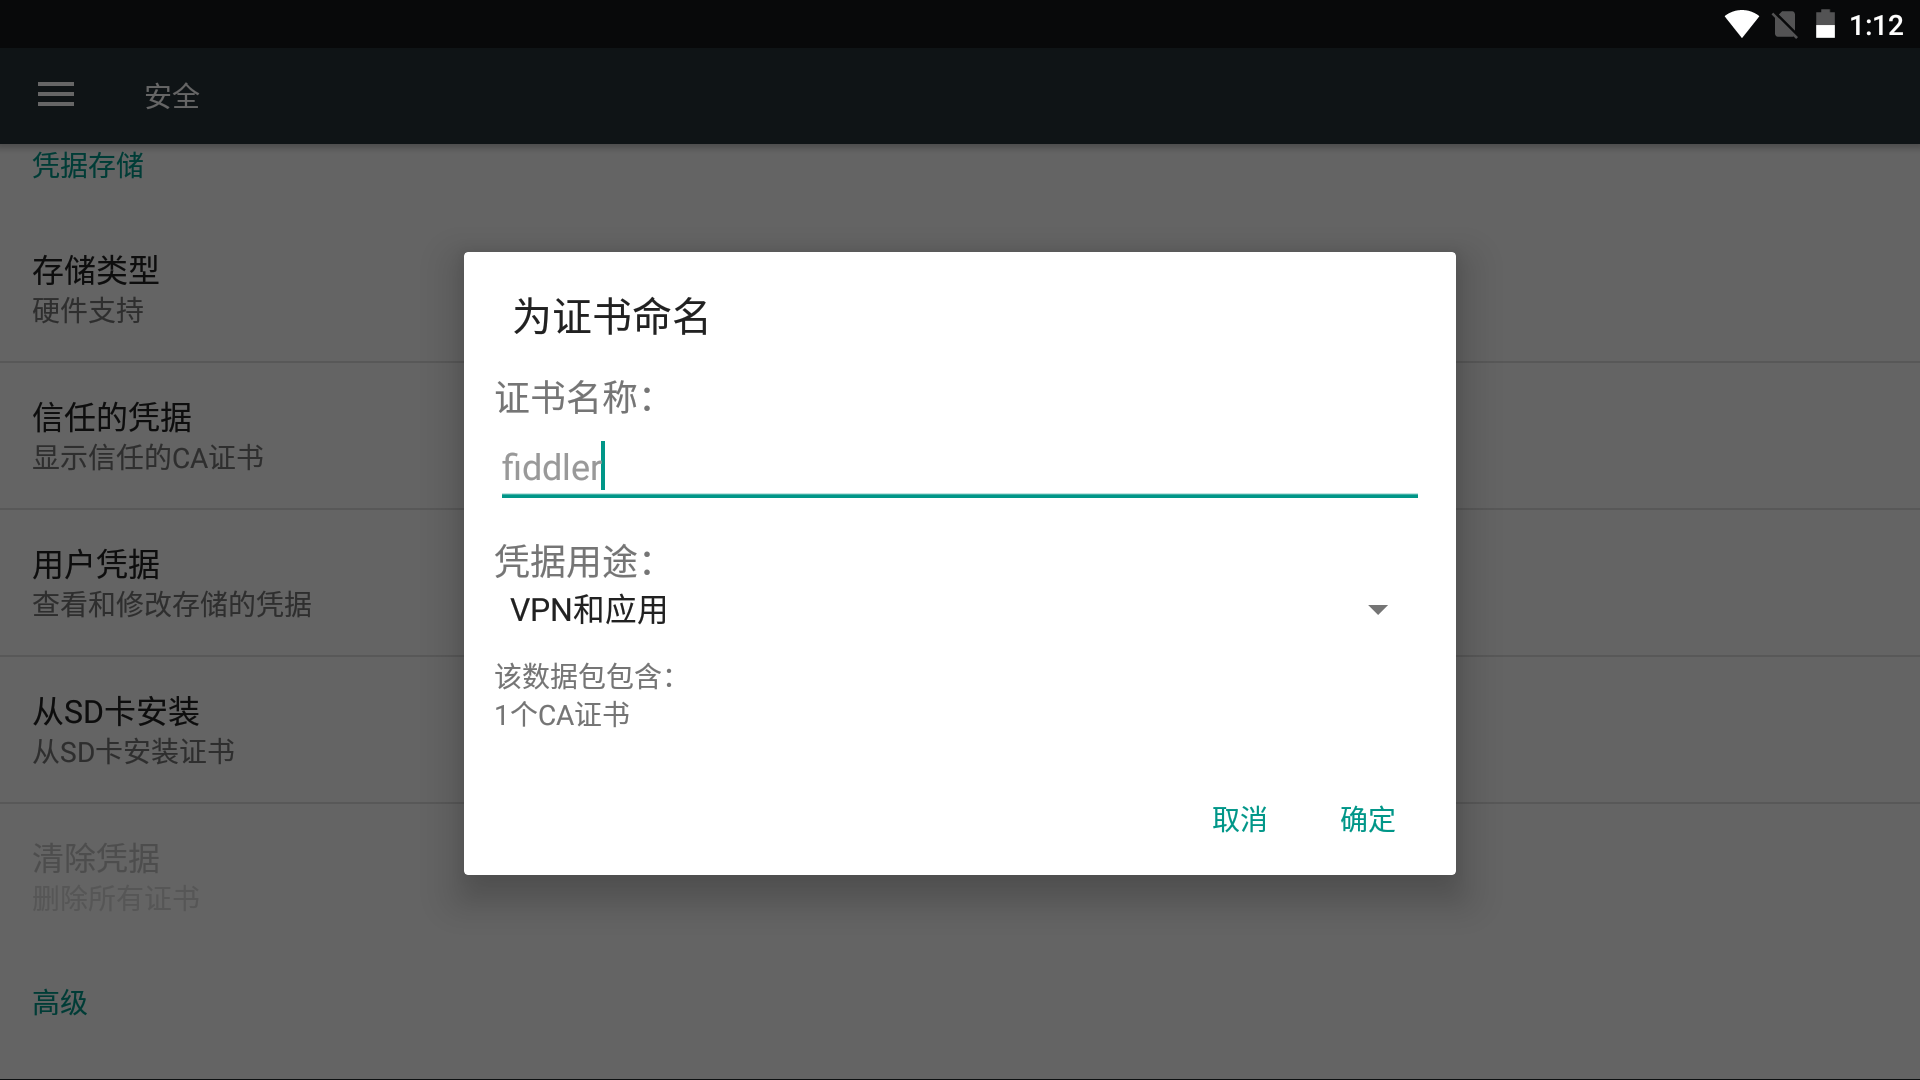 1:12
安全
凭据存储
存储类型
硬件支持
信任的凭据
显示信任的CA证书
用户凭据
查看和修改存储的凭据
从SD卡安装
从SD卡安装证书
清除凭据
删除所有证书
高级
为证书命名
证书名称：
fiddler
凭据用途：
VPN和应用
该数据包包含：
1个CA证书
取消 确定